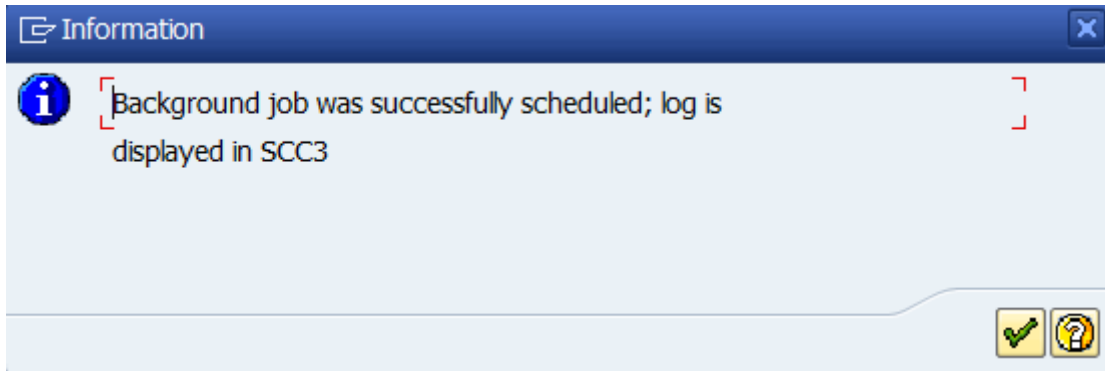 Information
Background job was successfully scheduled; log is
displayed in SCC3